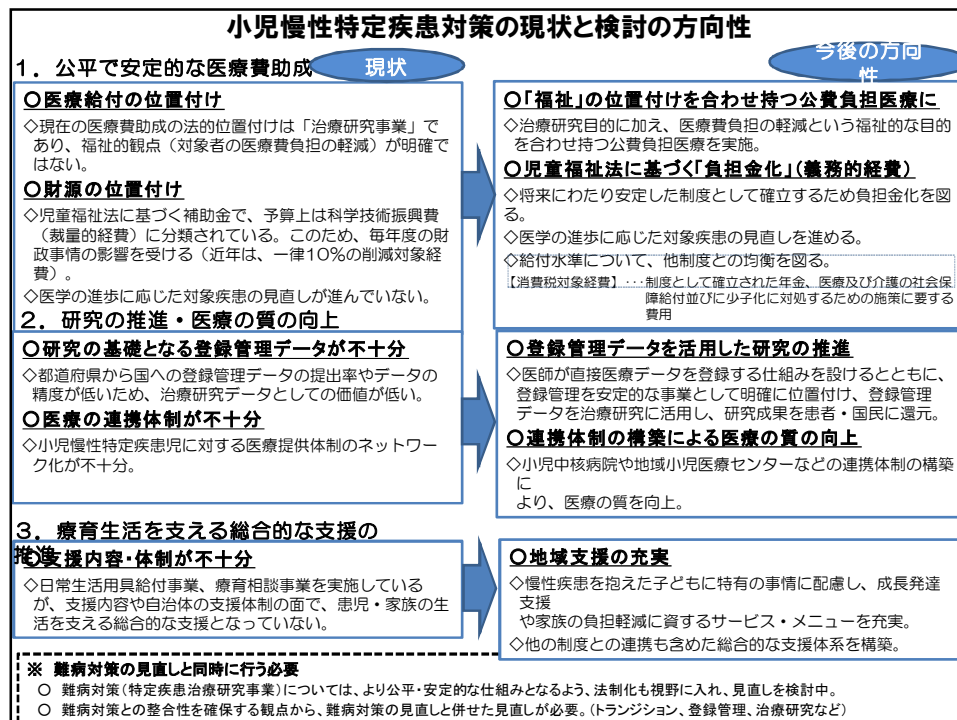 小児慢性特定疾患対策の現状と検討の方向性
１．公平で安定的な医療費助成
現状
今後の方向
性
〇医療給付の位置付け
◇現在の医療費助成の法的位置付けは「治療研究事業」で
あり、福祉的観点（対象者の医療費負担の軽減）が明確で
はない。
〇財源の位置付け
◇児童福祉法に基づく補助金で、予算上は科学技術振興費
（裁量的経費）に分類されている。このため、毎年度の財
政事情の影響を受ける（近年は、一律10％の削減対象経
費）。
◇医学の進歩に応じた対象疾患の見直しが進んでいない。
〇「福祉」の位置付けを合わせ持つ公費負担医療に
◇治療研究目的に加え、医療費負担の軽減という福祉的な目的
を合わせ持つ公費負担医療を実施。
〇児童福祉法に基づく「負担金化」（義務的経費）
◇将来にわたり安定した制度として確立するため負担金化を図
る。
◇医学の進歩に応じた対象疾患の見直しを進める。
◇給付水準について、他制度との均衡を図る。
【消費税対象経費】･･･制度として確立された年金、医療及び介護の社会保
障給付並びに少子化に対処するための施策に要する
費用
２．研究の推進・医療の質の向上
〇研究の基礎となる登録管理データが不十分
◇都道府県から国への登録管理データの提出率やデータの
精度が低いため、治療研究データとしての価値が低い。
〇医療の連携体制が不十分
◇小児慢性特定疾患児に対する医療提供体制のネットワー
ク化が不十分。
〇登録管理データを活用した研究の推進
◇医師が直接医療データを登録する仕組みを設けるとともに、
登録管理を安定的な事業として明確に位置付け、登録管理
データを治療研究に活用し、研究成果を患者・国民に還元。
〇連携体制の構築による医療の質の向上
◇小児中核病院や地域小児医療センターなどの連携体制の構築
に
より、医療の質を向上。
３．療育生活を支える総合的な支援の
推進
〇支援内容・体制が不十分
◇日常生活用具給付事業、療育相談事業を実施している
が、支援内容や自治体の支援体制の面で、患児・家族の生
活を支える総合的な支援となっていない。
〇地域支援の充実
◇慢性疾患を抱えた子どもに特有の事情に配慮し、成長発達
支援
や家族の負担軽減に資するサービス・メニューを充実。
◇他の制度との連携も含めた総合的な支援体系を構築。
※ 難病対策の見直しと同時に行う必要
〇 難病対策（特定疾患治療研究事業）については、より公平・安定的な仕組みとなるよう、法制化も視野に入れ、見直しを検討中。
〇 難病対策との整合性を確保する観点から、難病対策の見直しと併せた見直しが必要。（トランジション、登録管理、治療研究など）